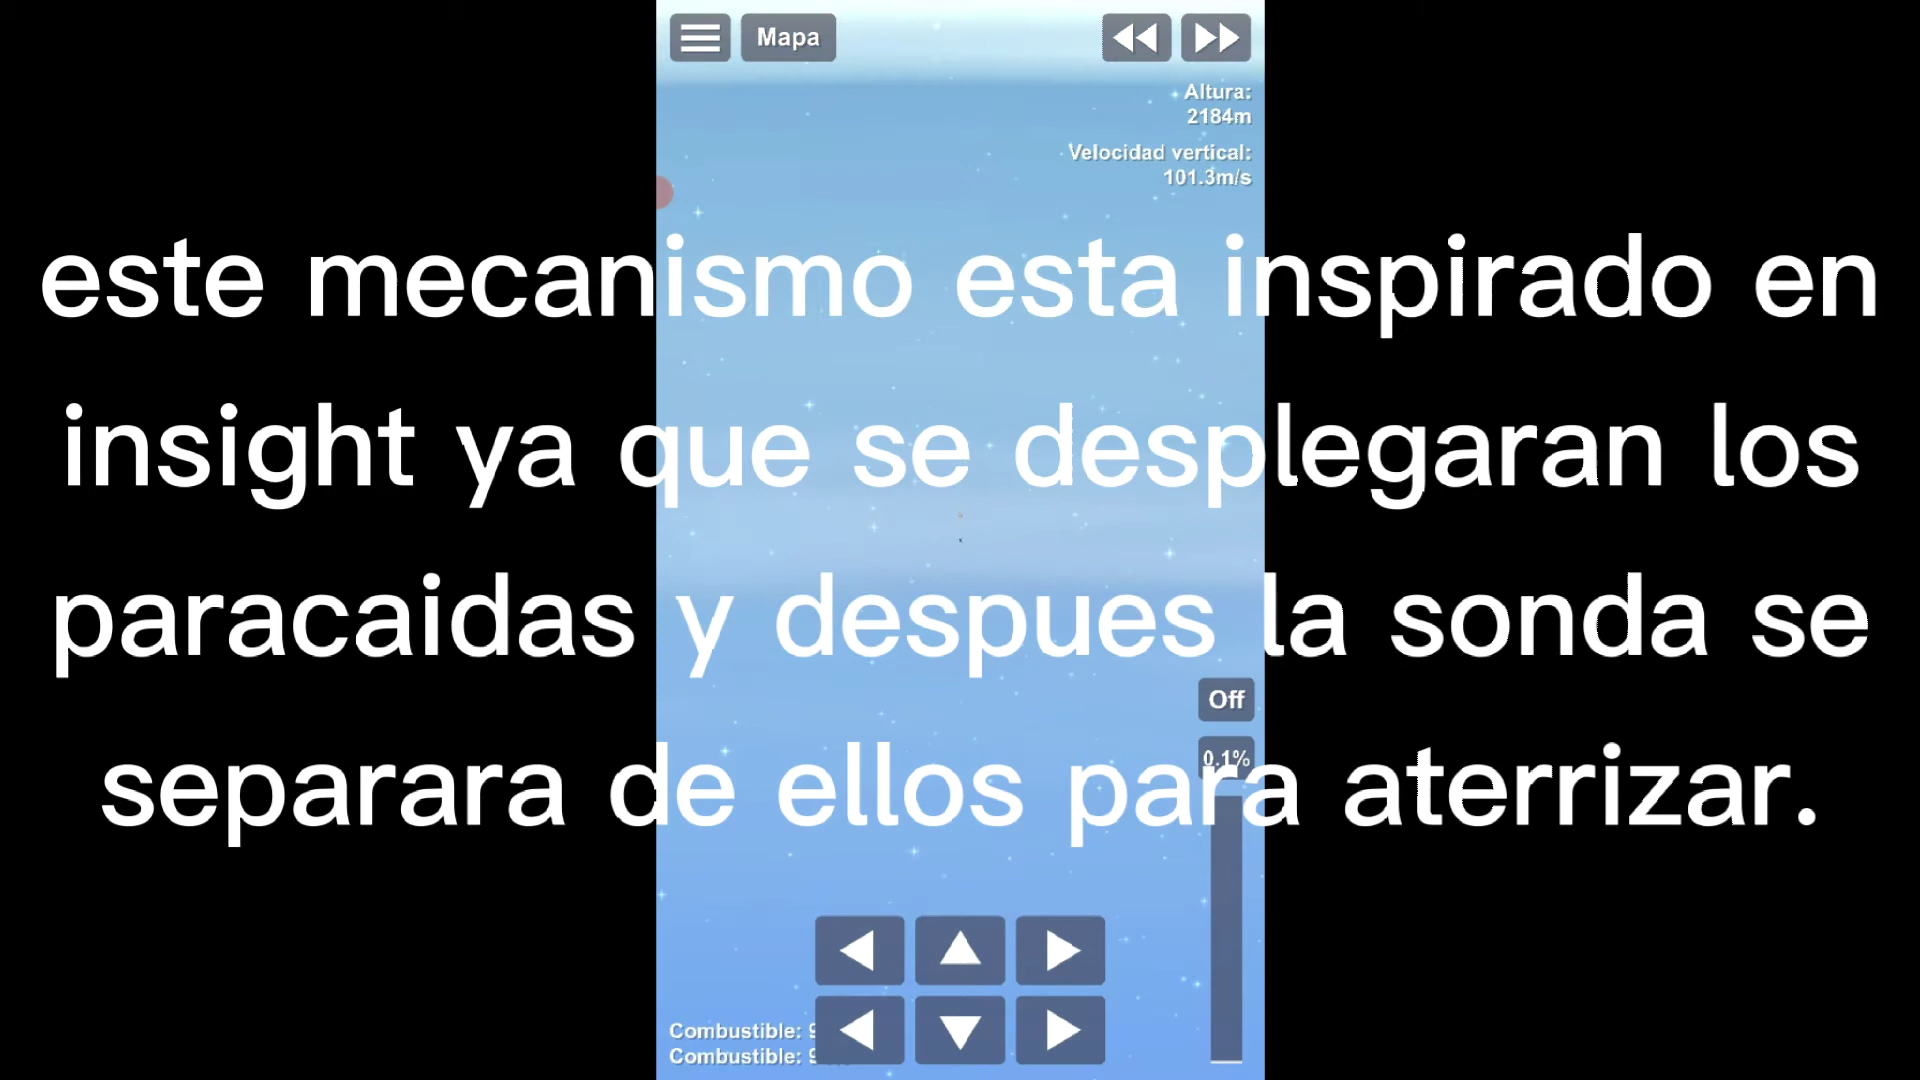 Mapa
Altura:
2184m
Velocidad vertical:
101.3m/s
este mecanismo esta inspirado en
insight ya que se desplegaran los
paracaidas y despues la sonda se
separara de ellos para aterrizar.
Off
0.1%
Combustible:
Combustible: